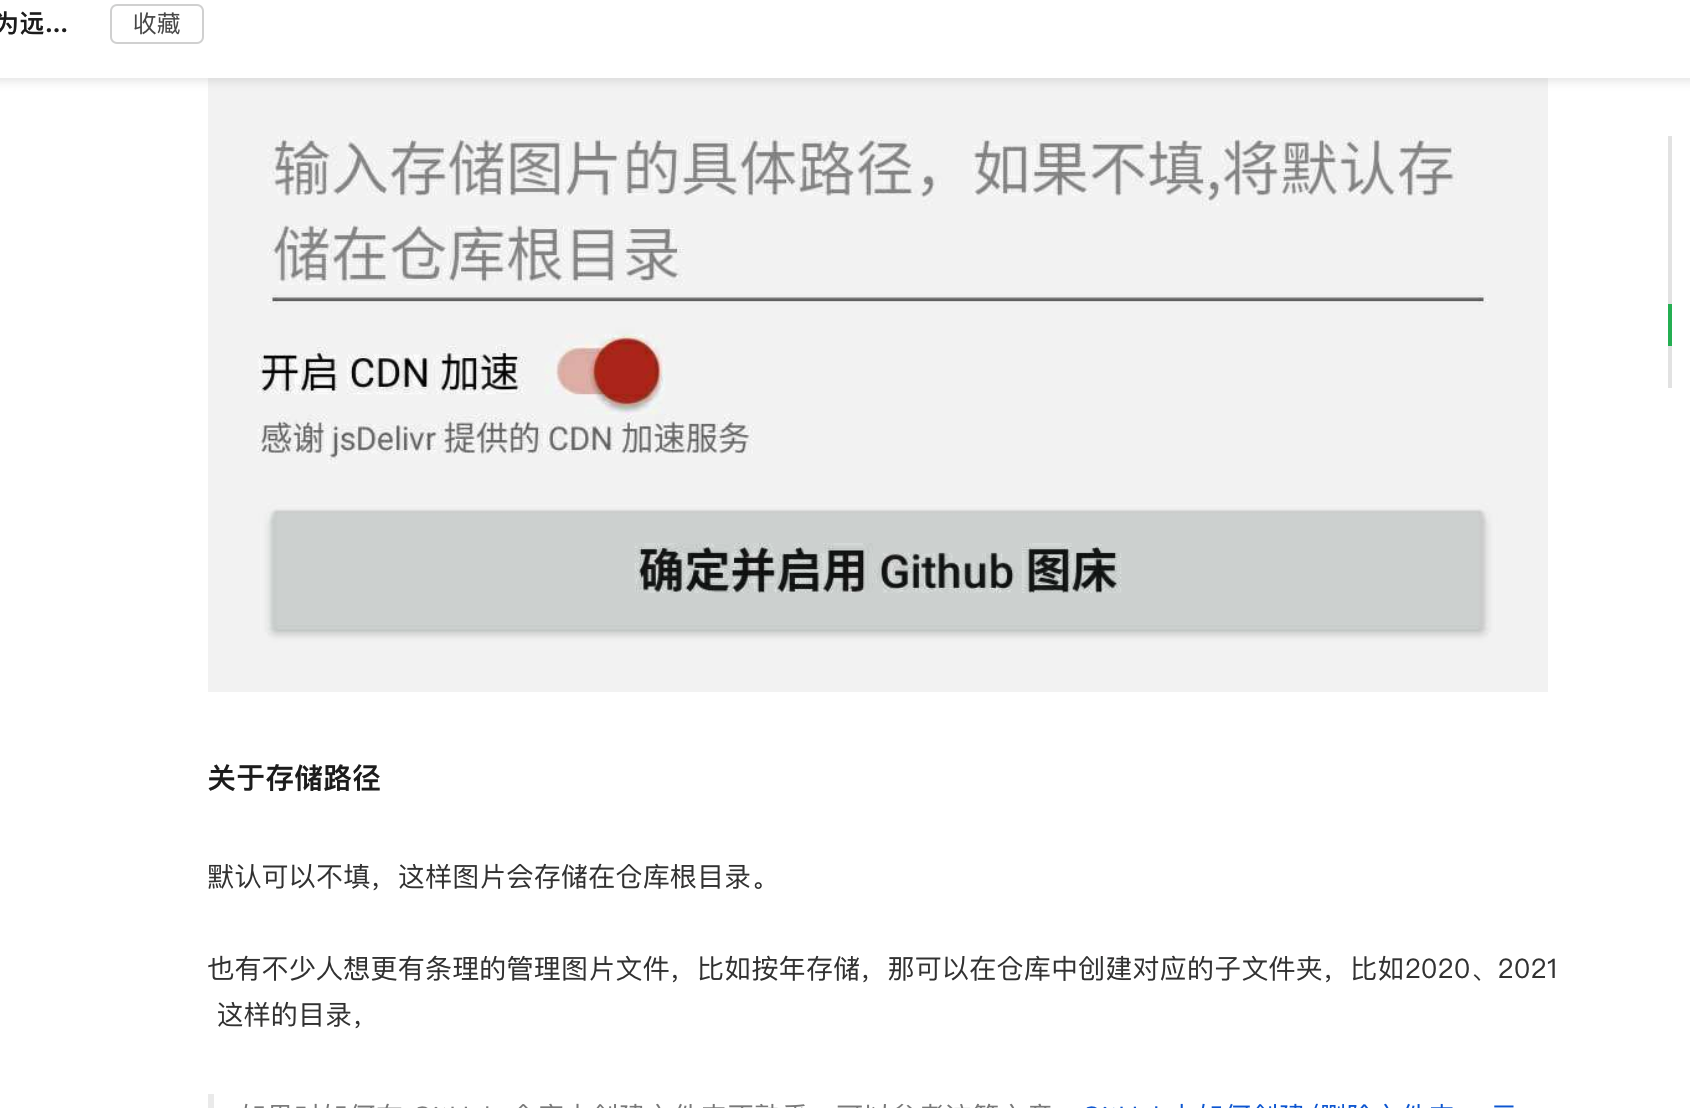 为远...
收藏
输入存储图片的具体路径，如果不填,将默认存
储在仓库根目录
开启 CDN 加速
感谢 jsDelivr 提供的 CDN 加速服务
确定并启用 Github 图床
关于存储路径
默认可以不填，这样图片会存储在仓库根目录。
也有不少人想更有条理的管理图片文件，比如按年存储，那可以在仓库中创建对应的子文件夹，比如2020、2021
这样的目录，